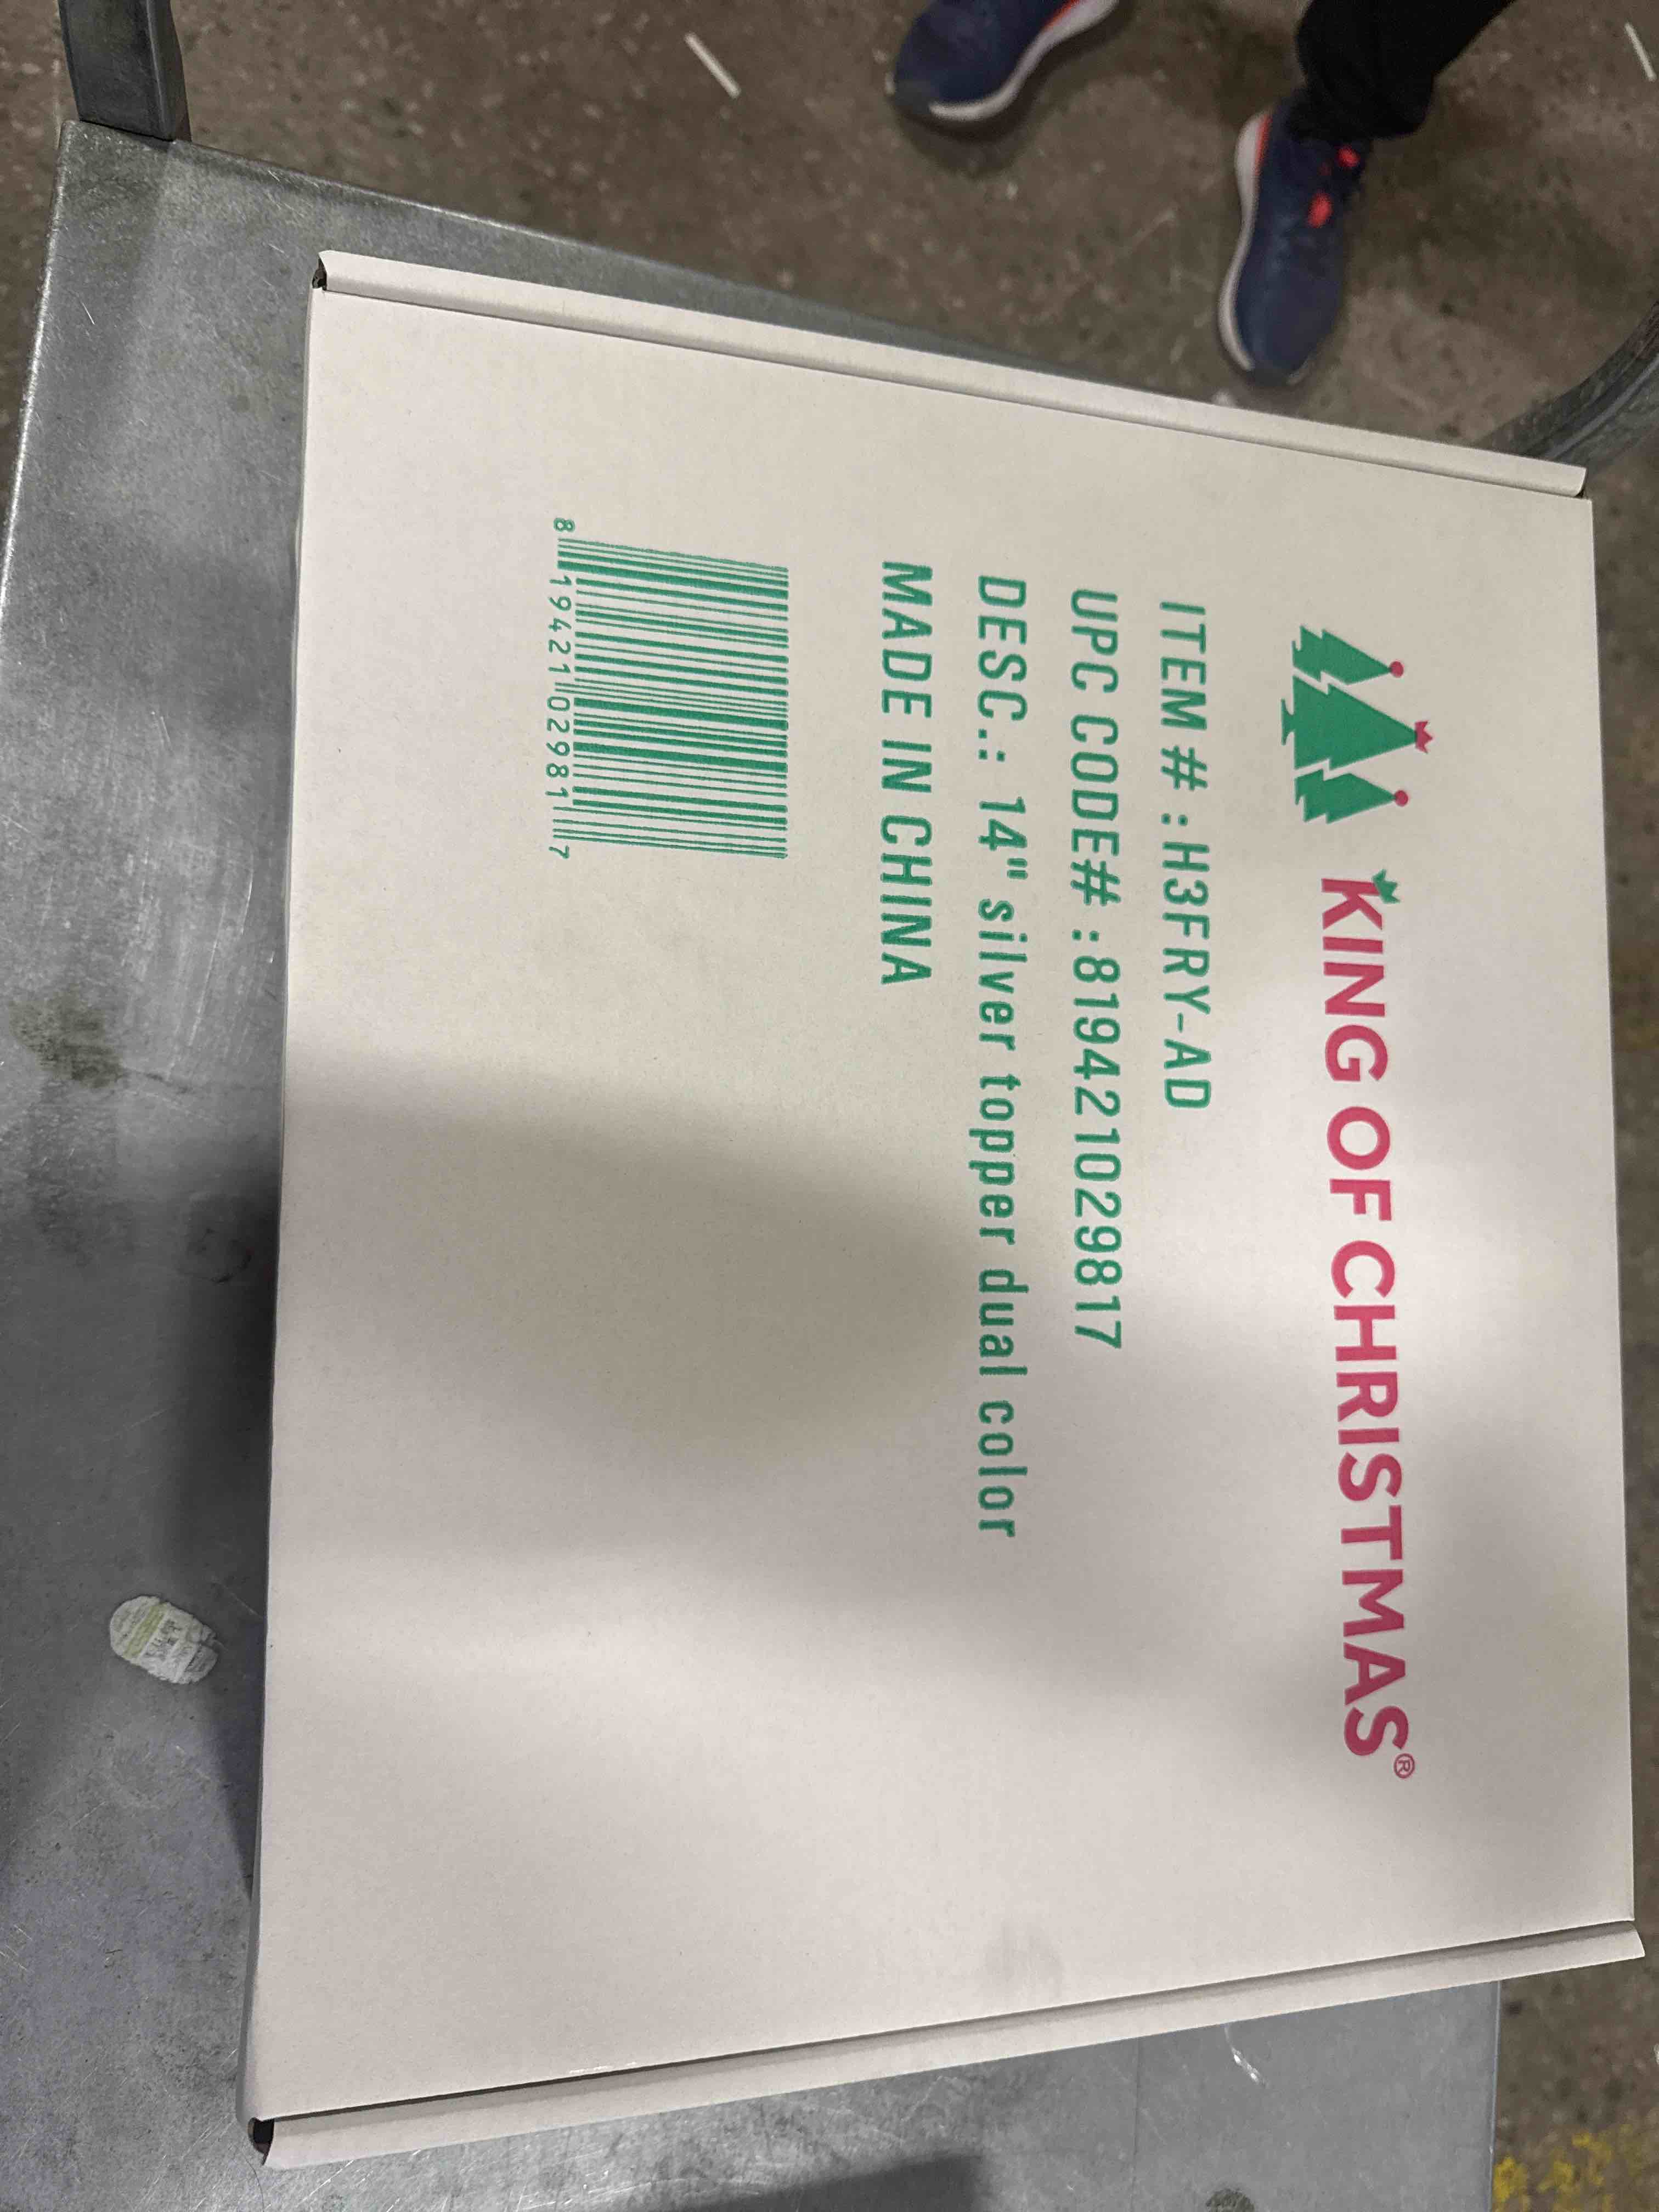 KING OF CHRISTMAS®
ITEM # :H3FRY-AD
UPC CODE# :819421029817
DESC.: 14" silver topper dual color
MADE IN CHINA
8 19421 02981 7